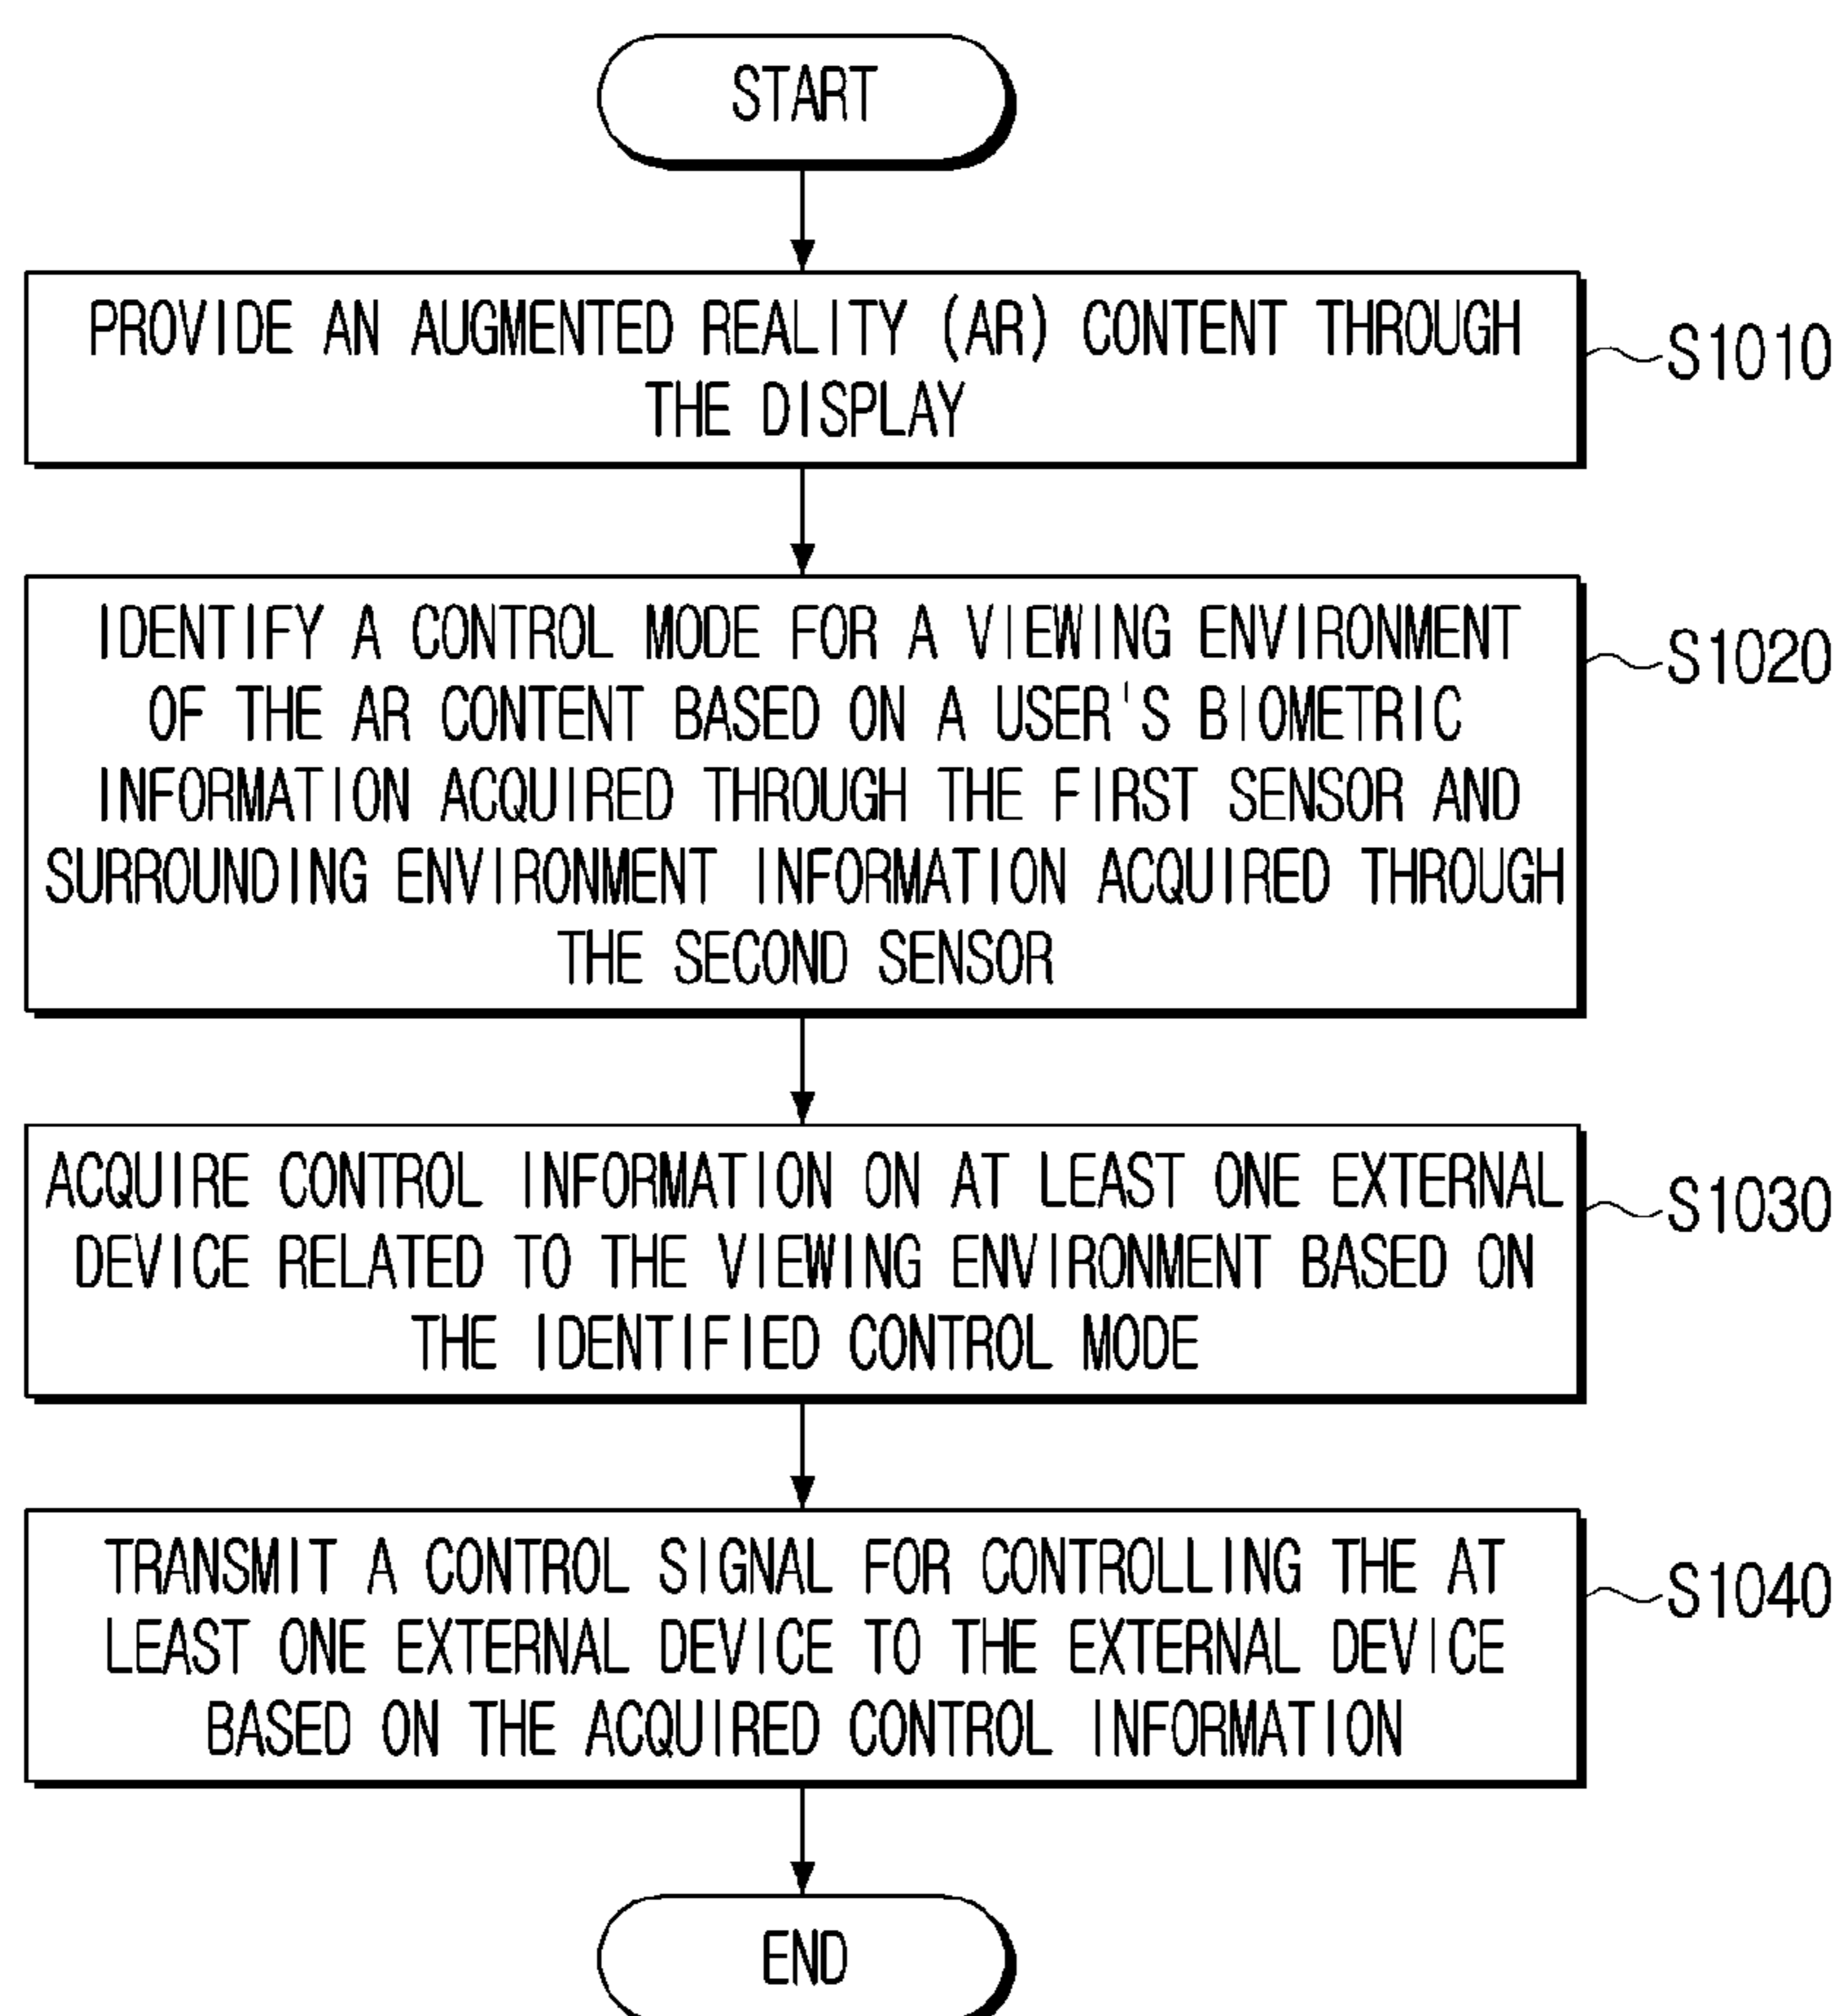 START
PROVIDE AN AUGMENTED REALITY (AR) CONTENT THROUGH
THE DISPLAY
S1010
IDENTIFY A CONTROL MODE FOR A VIEWING ENVIRONMENT
OF THE AR CONTENT BASED ON A USER'S BIOMETRIC
INFORMATION ACQUIRED THROUGH THE FIRST SENSOR AND
SURROUNDING ENVIRONMENT INFORMATION ACQUIRED THROUGH
THE SECOND SENSOR
S1020
ACQUIRE CONTROL INFORMATION ON AT LEAST ONE EXTERNAL
DEVICE RELATED TO THE VIEWING ENVIRONMENT BASED ON
THE IDENTIFIED CONTROL MODE
S1030
TRANSMIT A CONTROL SIGNAL FOR CONTROLLING THE AT
LEAST ONE EXTERNAL DEVICE TO THE EXTERNAL DEVICE
BASED ON THE ACQUIRED CONTROL INFORMATION
S1040
END